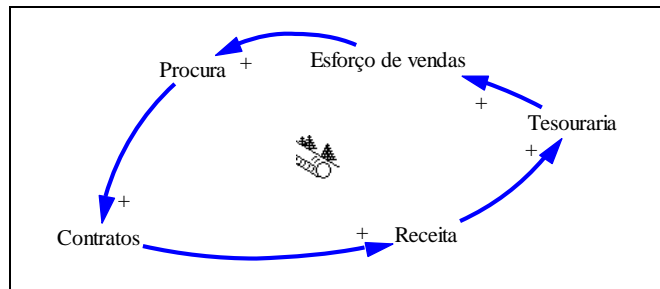 Esforço de vendas
+
Procura
+
Tesouraria
+
+
+
Contratos
Receita